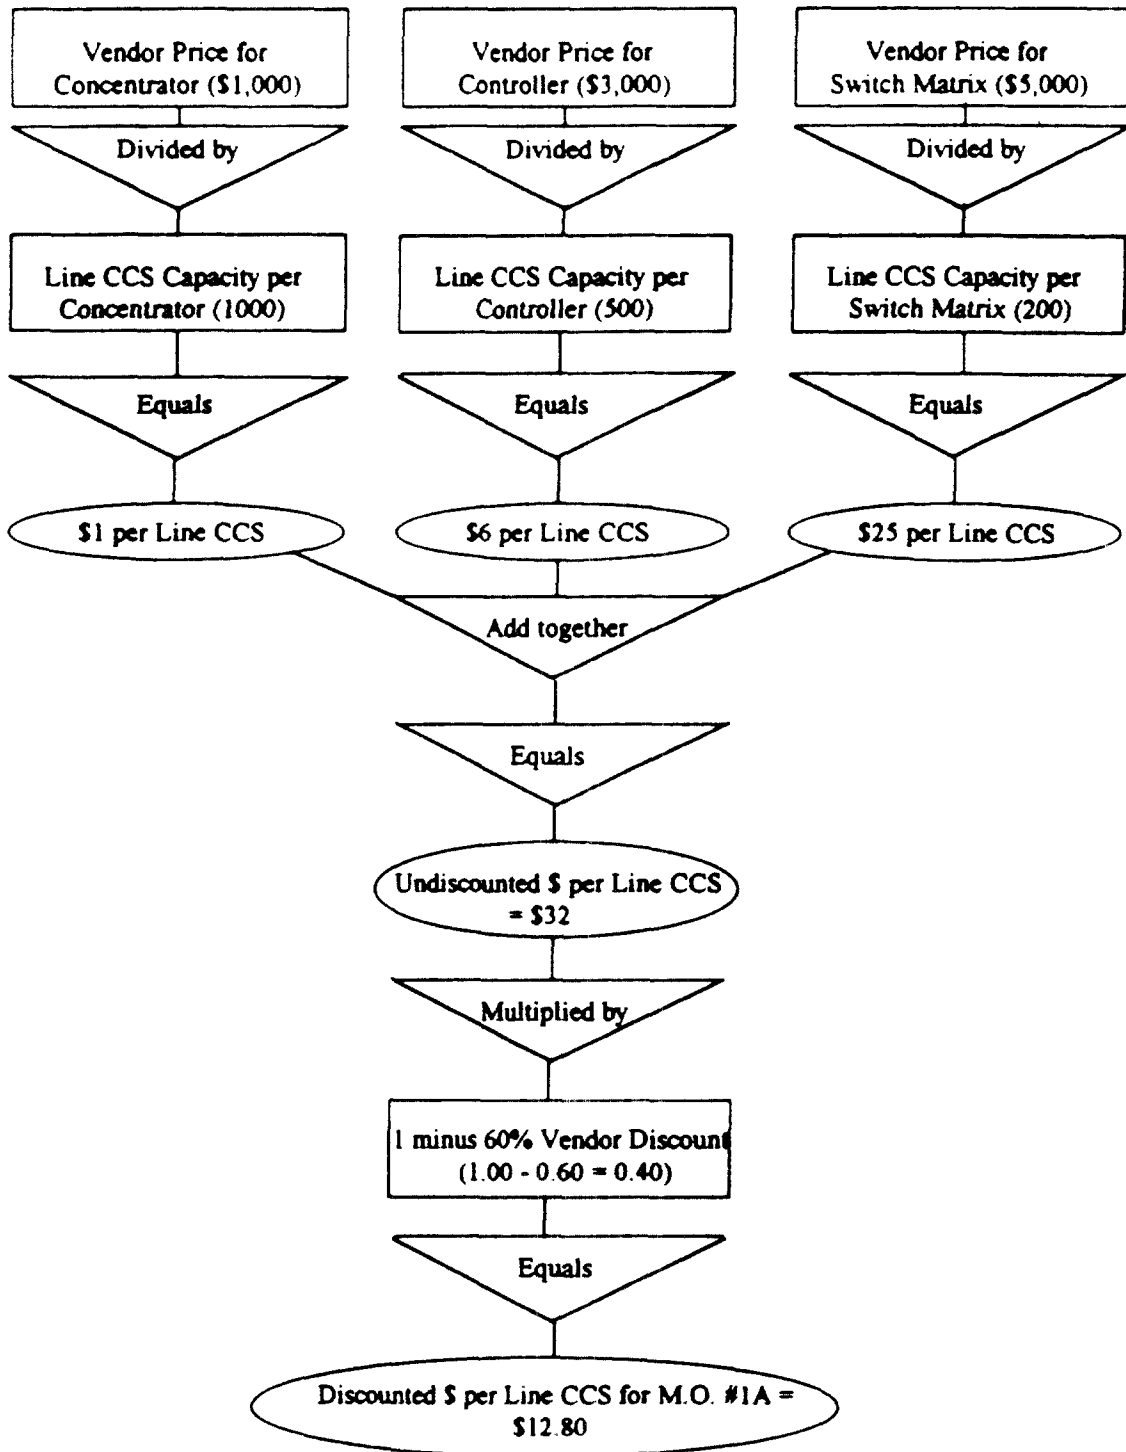 Vendor Price for
Concentrator ($1,000)
Vendor Price for
Controller ($3,000)
Vendor Price for
Switch Matrix ($5,000)
Divided by
Divided by
Divided by
Line CCS Capacity per
Concentrator (1000)
Line CCS Capacity per
Controller (500)
Line CCS Capacity per
Switch Matrix (200)
Equals
Equals
Equals
$1 per Line CCS
$6 per Line CCS
$25 per Line CCS
Add together
Equals
Undiscounted $ per Line CCS
= $32
Multiplied by
1 minus 60% Vendor Discount
(1.00 - 0.60 = 0.40)
Equals
Discounted $ per Line CCS for M.O. #1A =
$12.80